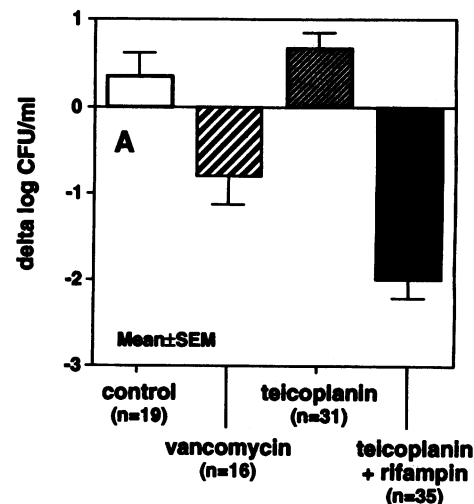 1
0
-1
-2
-3
delta log CFU/ml
A
Mean±SEM
control
(n=19)
teicoplanin
(n=31)
vancomycin
(n=16)
teicoplanin
+ rifampin
(n=35)